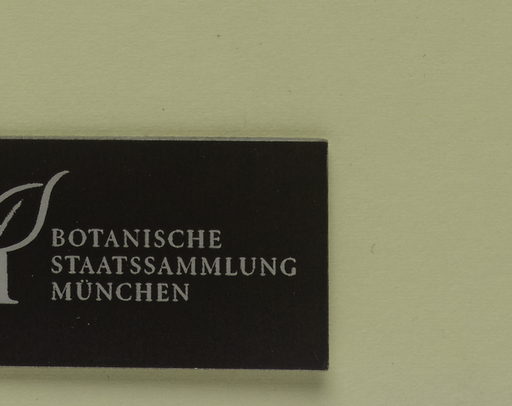 BOTANISCHE
STAATSSAMMLUNG
MÜNCHEN